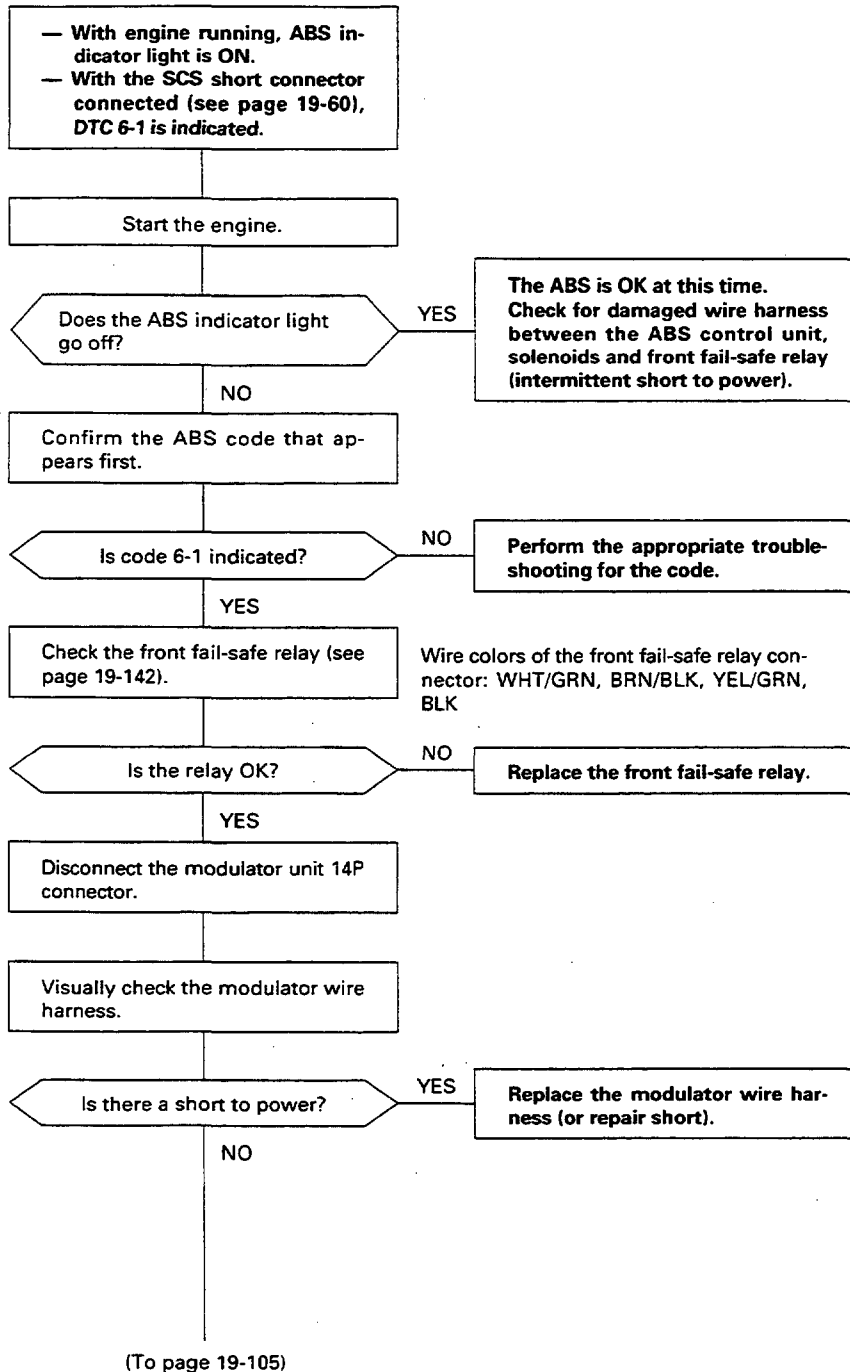 — With engine running, ABS in-
dicator light is ON.
— With the SCS short connector
connected (see page 19-60),
DTC 6-1 is indicated.
Start the engine.
Does the ABS indicator light
go off?
YES
The ABS is OK at this time.
Check for damaged wire harness
between the ABS control unit,
solenoids and front fail-safe relay
(intermittent short to power).
NO
Confirm the ABS code that ap-
pears first.
Is code 6-1 indicated?
NO
Perform the appropriate trouble-
shooting for the code.
YES
Check the front fail-safe relay (see
page 19-142).
Wire colors of the front fail-safe relay con-
nector: WHT/GRN, BRN/BLK, YEL/GRN,
BLK
Is the relay OK?
NO
Replace the front fail-safe relay.
YES
Disconnect the modulator unit 14P
connector.
Visually check the modulator wire
harness.
Is there a short to power?
YES
Replace the modulator wire har-
ness (or repair short).
NO
(To page 19-105)